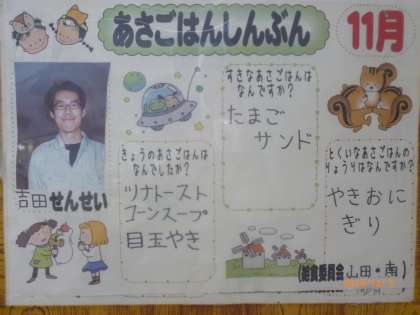 あさごはんしんぶん
11月
吉田せんせい
きょうのあさごはんは
なんでしたか?
ツナトースト
コーンスープ
目玉やき
すきなあさごはんは
なんですか?
たまご
サンド
とくいなあさごはんの
りょうりはなんですか?
やきおに
ぎり
(給食委員会 山田・南)